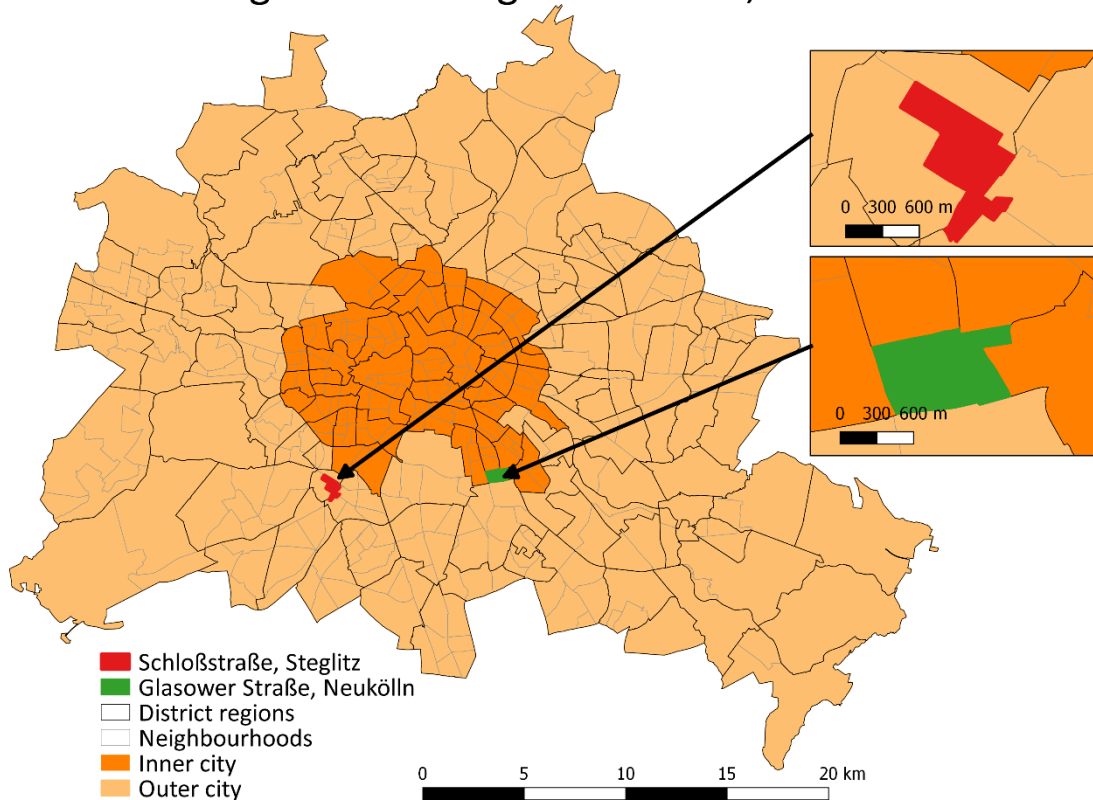 0 300 600 m
0 300 600 m
Schloßstraße, Steglitz
Glasower Straße, Neukölln
District regions
Neighbourhoods
Inner city
Outer city
0 5 10 15 20 km